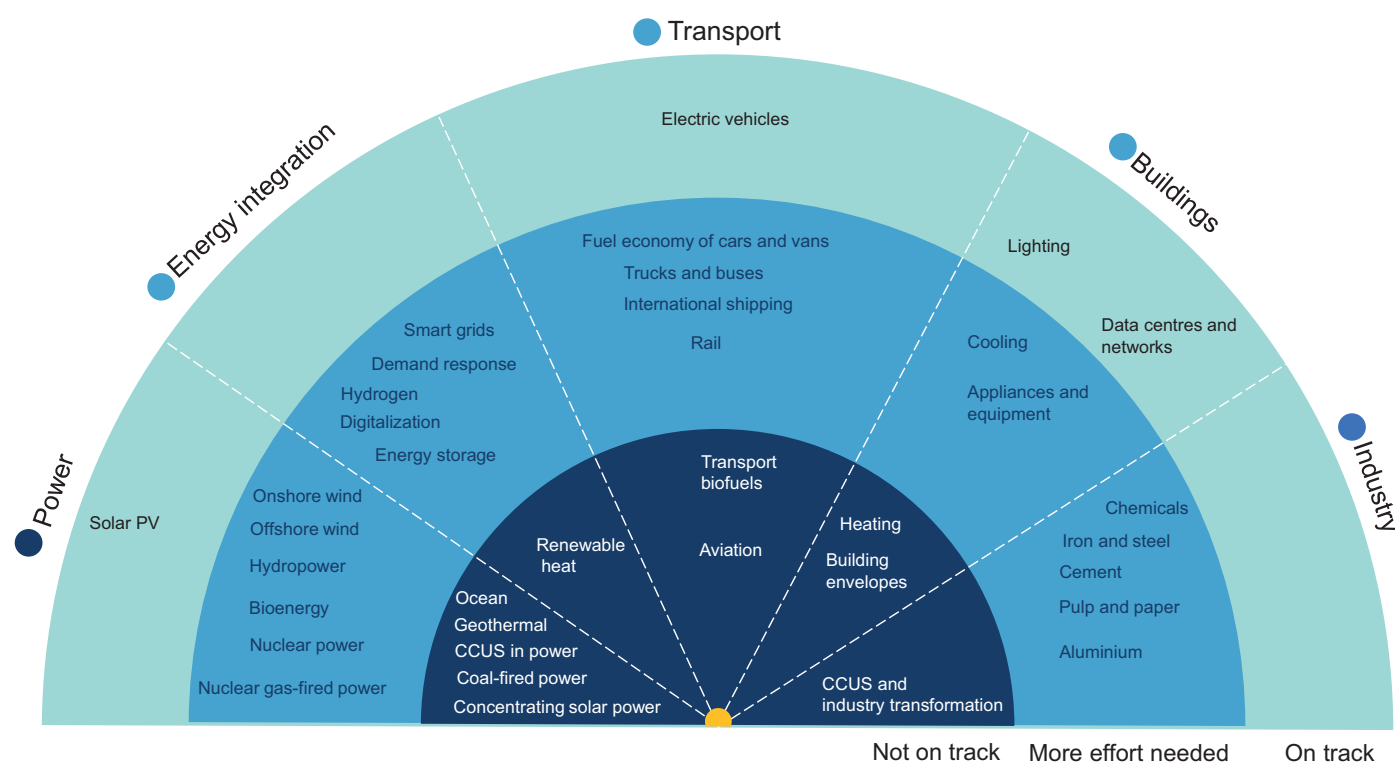 Transport
Energy integration
Buildings
Power
Industry
Electric vehicles
Fuel economy of cars and vans
Trucks and buses
International shipping
Rail
Transport
biofuels
Aviation
Smart grids
Demand response
Hydrogen
Digitalization
Energy storage
Renewable
heat
Solar PV
Onshore wind
Offshore wind
Hydropower
Bioenergy
Nuclear power
Nuclear gas-fired power
Ocean
Geothermal
CCUS in power
Coal-fired power
Concentrating solar power
Lighting
Data centres and
networks
Cooling
Appliances and
equipment
Heating
Building
envelopes
Chemicals
Iron and steel
Cement
Pulp and paper
Aluminium
CCUS and
industry transformation
Not on track
More effort needed
On track